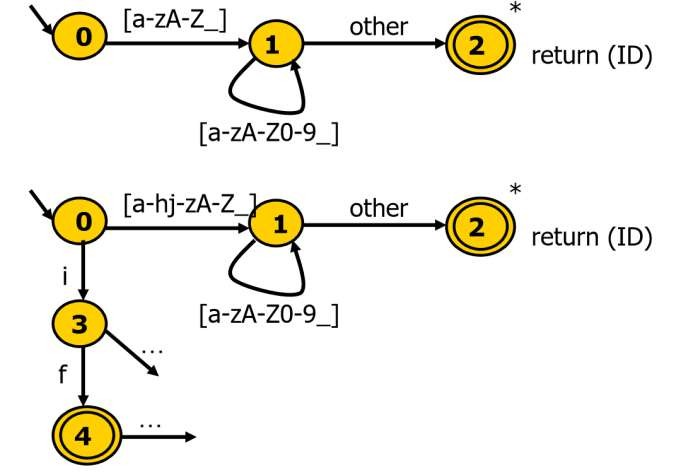 [a-zA-Z_]
0
1
other
2
*
return (ID)
[a-zA-Z0-9_]
[a-hj-zA-Z_]
0
1
other
2
*
return (ID)
[a-zA-Z0-9_]
i
3
...
f
4
...